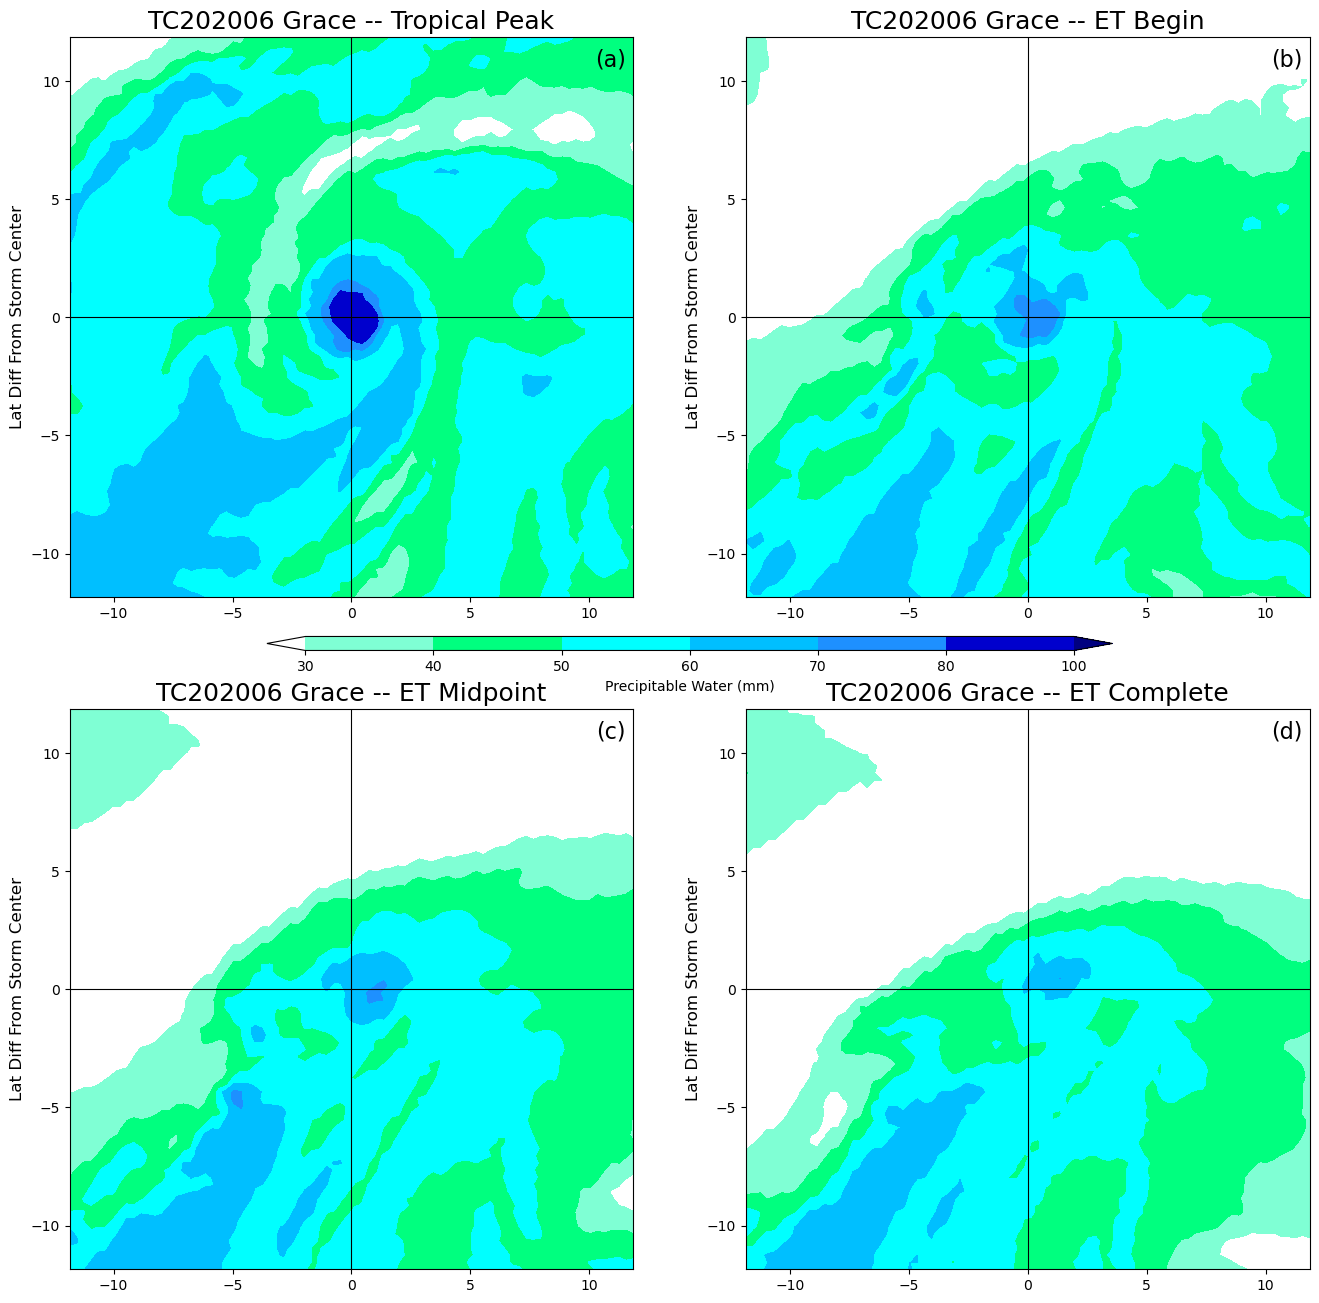 TC202006 Grace -- Tropical Peak
(a)
Lat Diff From Storm Center
10
5
0
−5
−10
−10 −5 0 5 10
TC202006 Grace -- ET Begin
(b)
Lat Diff From Storm Center
10
5
0
−5
−10
−10 −5 0 5 10
30 40 50 60 70 80 100
Precipitable Water (mm)
TC202006 Grace -- ET Midpoint
(c)
Lat Diff From Storm Center
10
5
0
−5
−10
−10 −5 0 5 10
TC202006 Grace -- ET Complete
(d)
Lat Diff From Storm Center
10
5
0
−5
−10
−10 −5 0 5 10